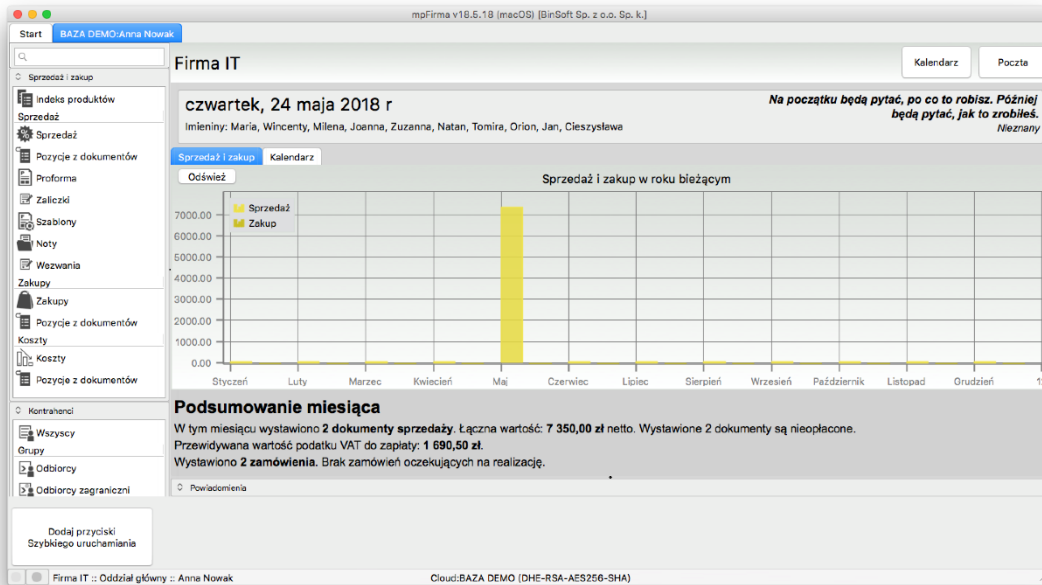 mpFirma v18.5.18 (macOS) [BinSoft Sp. z o.o. Sp. k.]
Start
BAZA DEMO:Anna Nowak
Firma IT
Kalendarz
Poczta
Sprzedaż i zakup
Indeks produktów
Sprzedaż
Sprzedaż
Pozycje z dokumentów
Proforma
Zaliczki
Szablony
Noty
Wezwania
Zakupy
Zakupy
Pozycje z dokumentów
Koszty
Koszty
Pozycje z dokumentów
Kontrahenci
Wszyscy
Grupy
Odbiorcy
Odbiorcy zagraniczni
czwartek, 24 maja 2018 r
Imieniny: Maria, Wincenty, Milena, Joanna, Zuzanna, Natan, Tomira, Orion, Jan, Cieszysława
Na początku będą pytać, po co to robisz. Później
będą pytać, jak to zrobiłeś.
Nieznany
Sprzedaż i zakup
Kalendarz
Odśwież
Sprzedaż i zakup w roku bieżącym
Sprzedaż
Zakup
7000.00
6000.00
5000.00
4000.00
3000.00
2000.00
1000.00
0.00
Styczeń Luty Marzec Kwiecień Maj Czerwiec Lipiec Sierpień Wrzesień Październik Listopad Grudzień
Podsumowanie miesiąca
W tym miesiącu wystawiono 2 dokumenty sprzedaży. Łączna wartość: 7 350,00 zł netto. Wystawione 2 dokumenty są nieopłacone.
Przewidywana wartość podatku VAT do zapłaty: 1 690,50 zł.
Wystawiono 2 zamówienia. Brak zamówień oczekujących na realizację.
Powiadomienia
Dodaj przyciski
Szybkiego uruchamiania
Firma IT :: Oddział główny :: Anna Nowak
Cloud:BAZA DEMO (DHE-RSA-AES256-SHA)